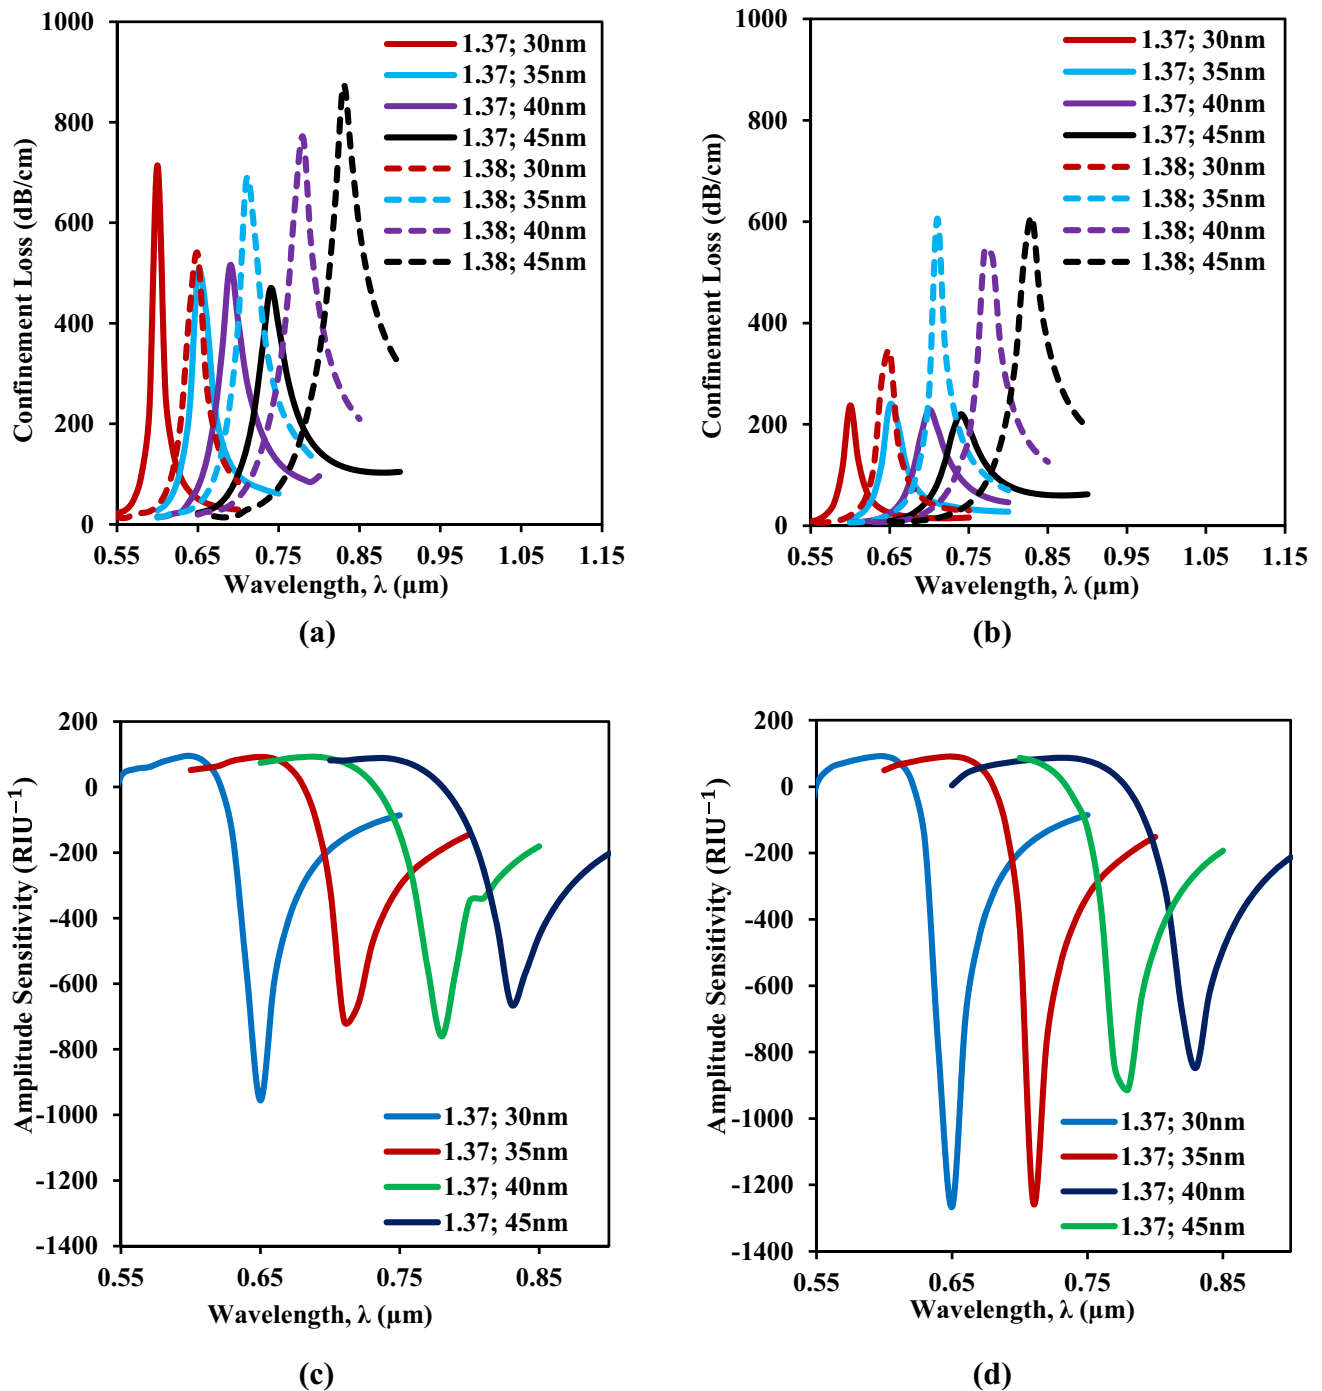 1000
800
600
400
200
0
0.55 0.65 0.75 0.85 0.95 1.05 1.15
Confinement Loss (dB/cm)
Wavelength, λ (µm)
1.37; 30nm
1.37; 35nm
1.37; 40nm
1.37; 45nm
1.38; 30nm
1.38; 35nm
1.38; 40nm
1.38; 45nm
(a)
1000
800
600
400
200
0
0.55 0.65 0.75 0.85 0.95 1.05 1.15
Confinement Loss (dB/cm)
Wavelength, λ (µm)
1.37; 30nm
1.37; 35nm
1.37; 40nm
1.37; 45nm
1.38; 30nm
1.38; 35nm
1.38; 40nm
1.38; 45nm
(b)
200
0
-200
-400
-600
-800
-1000
-1200
-1400
0.55 0.65 0.75 0.85
Amplitude Sensitivity (RIU⁻¹)
Wavelength, λ (µm)
1.37; 30nm
1.37; 35nm
1.37; 40nm
1.37; 45nm
(c)
200
0
-200
-400
-600
-800
-1000
-1200
-1400
0.55 0.65 0.75 0.85
Amplitude Sensitivity (RIU⁻¹)
Wavelength, λ (µm)
1.37; 30nm
1.37; 35nm
1.37; 40nm
1.37; 45nm
(d)